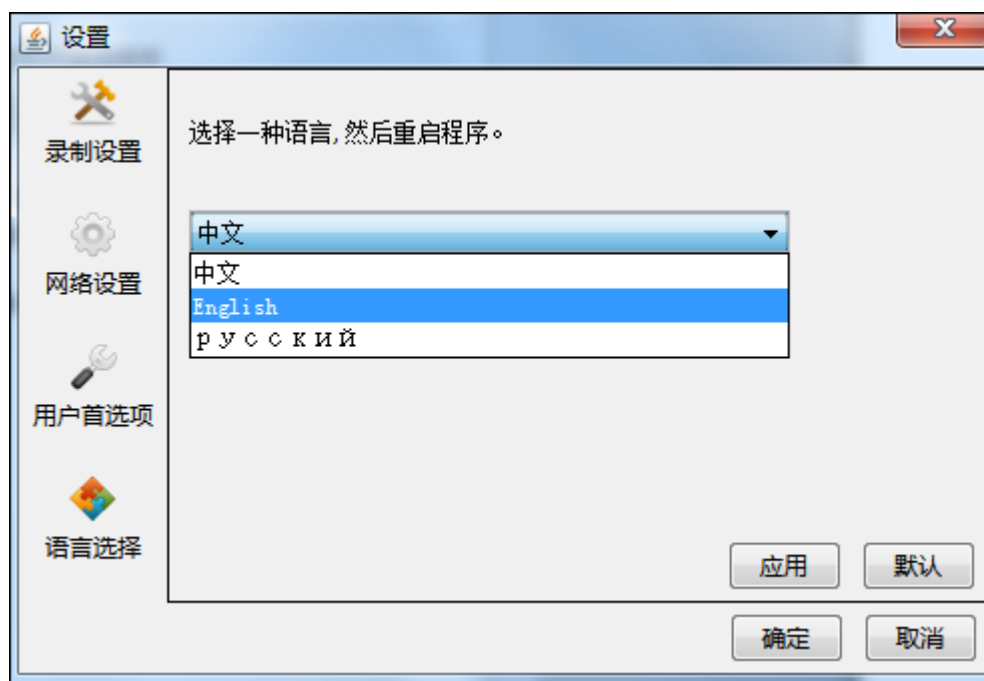 设置
录制设置
网络设置
用户首选项
语言选择
选择一种语言,然后重启程序。
中文
中文
English
русский
应用
默认
确定
取消